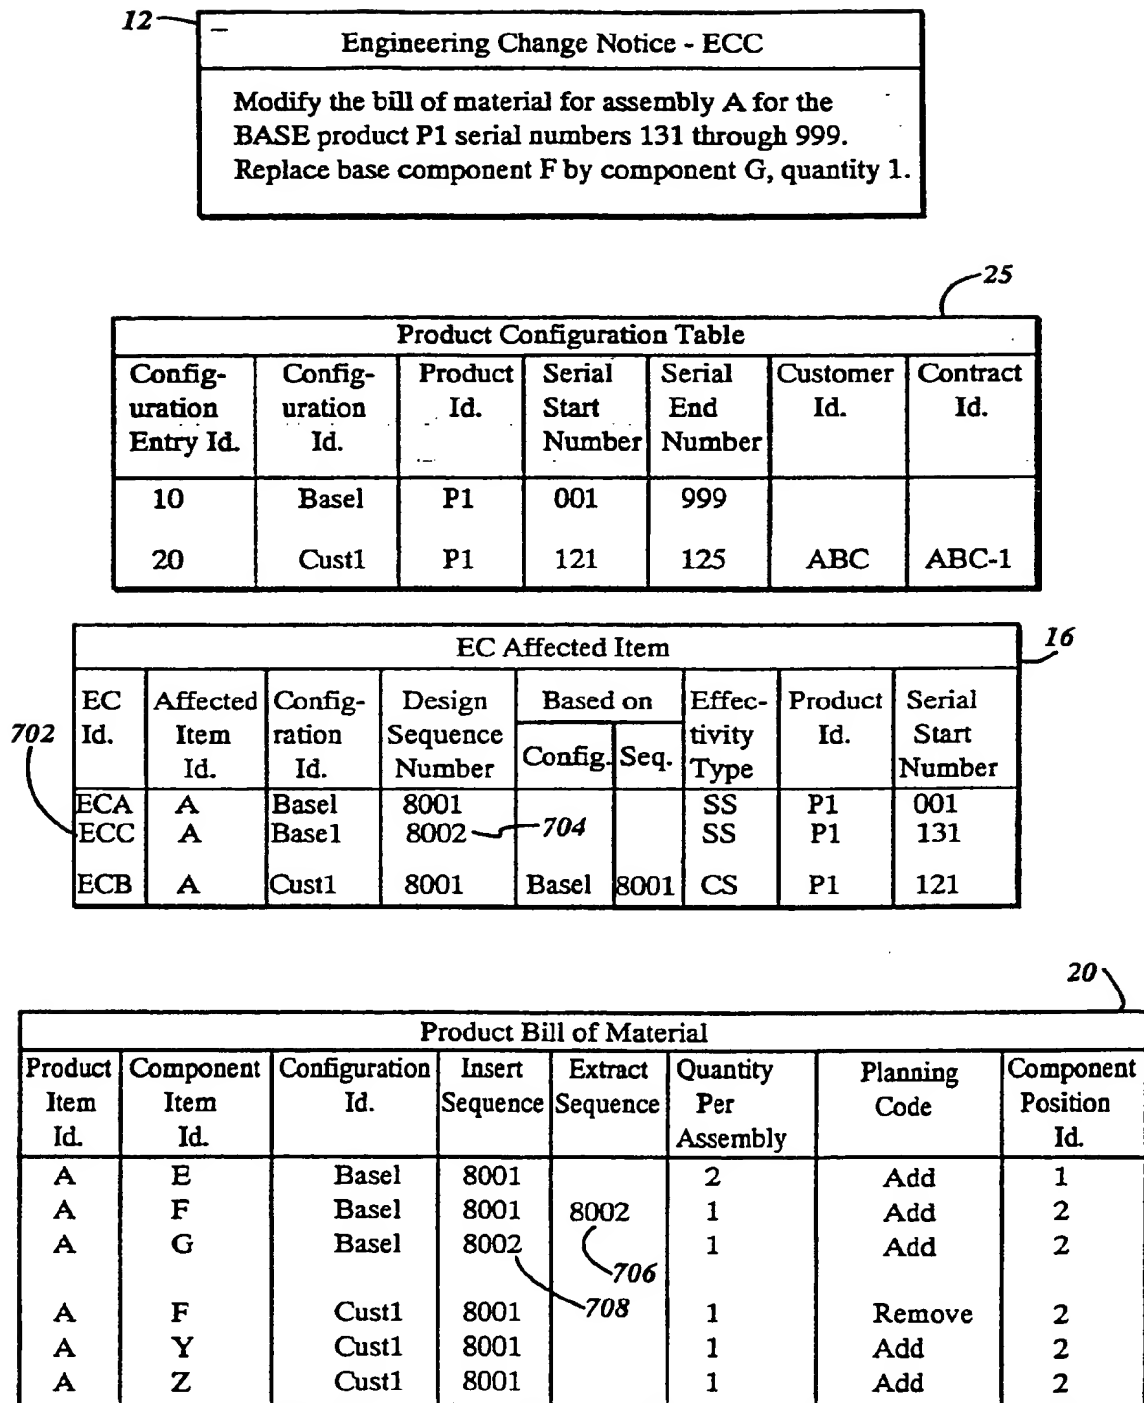 12
Engineering Change Notice - ECC
Modify the bill of material for assembly A for the
BASE product P1 serial numbers 131 through 999.
Replace base component F by component G, quantity 1.
25
Product Configuration Table
Config- Config- Product Serial Serial Customer Contract
uration uration Id. Start End Id. Id.
Entry Id. Id. Number Number
10 Basel P1 001 999
20 Cust1 P1 121 125 ABC ABC-1
16
EC Affected Item
EC Affected Config- Design Based on Effec- Product Serial
702 Id. Item ration Sequence Config. Seq. tivity Id. Start
Id. Id. Number Type Number
ECA A Basel 8001 SS P1 001
ECC A Base1 8002 704 SS P1 131
ECB A Cust1 8001 Basel 8001 CS P1 121
20
Product Bill of Material
Product Component Configuration Insert Extract Quantity Planning Component
Item Item Id. Sequence Sequence Per Code Position
Id. Id. Assembly Id.
A E Basel 8001 2 Add 1
A F Basel 8001 8002 1 Add 2
A G Basel 8002 1 Add 2
706
708
A F Cust1 8001 1 Remove 2
A Y Cust1 8001 1 Add 2
A Z Cust1 8001 1 Add 2